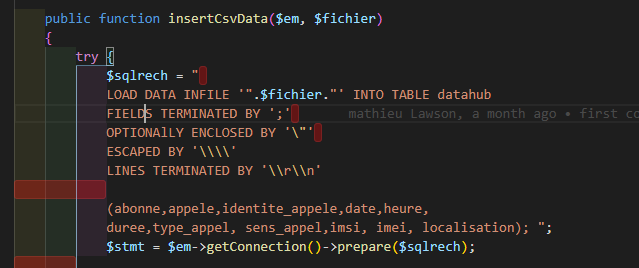 public function insertCsvData($em, $fichier)
{
try {
$sqlrech = "
LOAD DATA INFILE '".$fichier."' INTO TABLE datahub
FIELDS TERMINATED BY ';' mathieu Lawson, a month ago • first co
OPTIONAlLY ENCLOSED BY '\"'
ESCAPED BY '\\\\'
LINES TERMINATED BY '\\r\\n'
(abonne,appele,identite_appele,date,heure,
duree,type_appel, sens_appel,imsi, imei, localisation); ";
$stmt = $em->getConnection()->prepare($sqlrech);